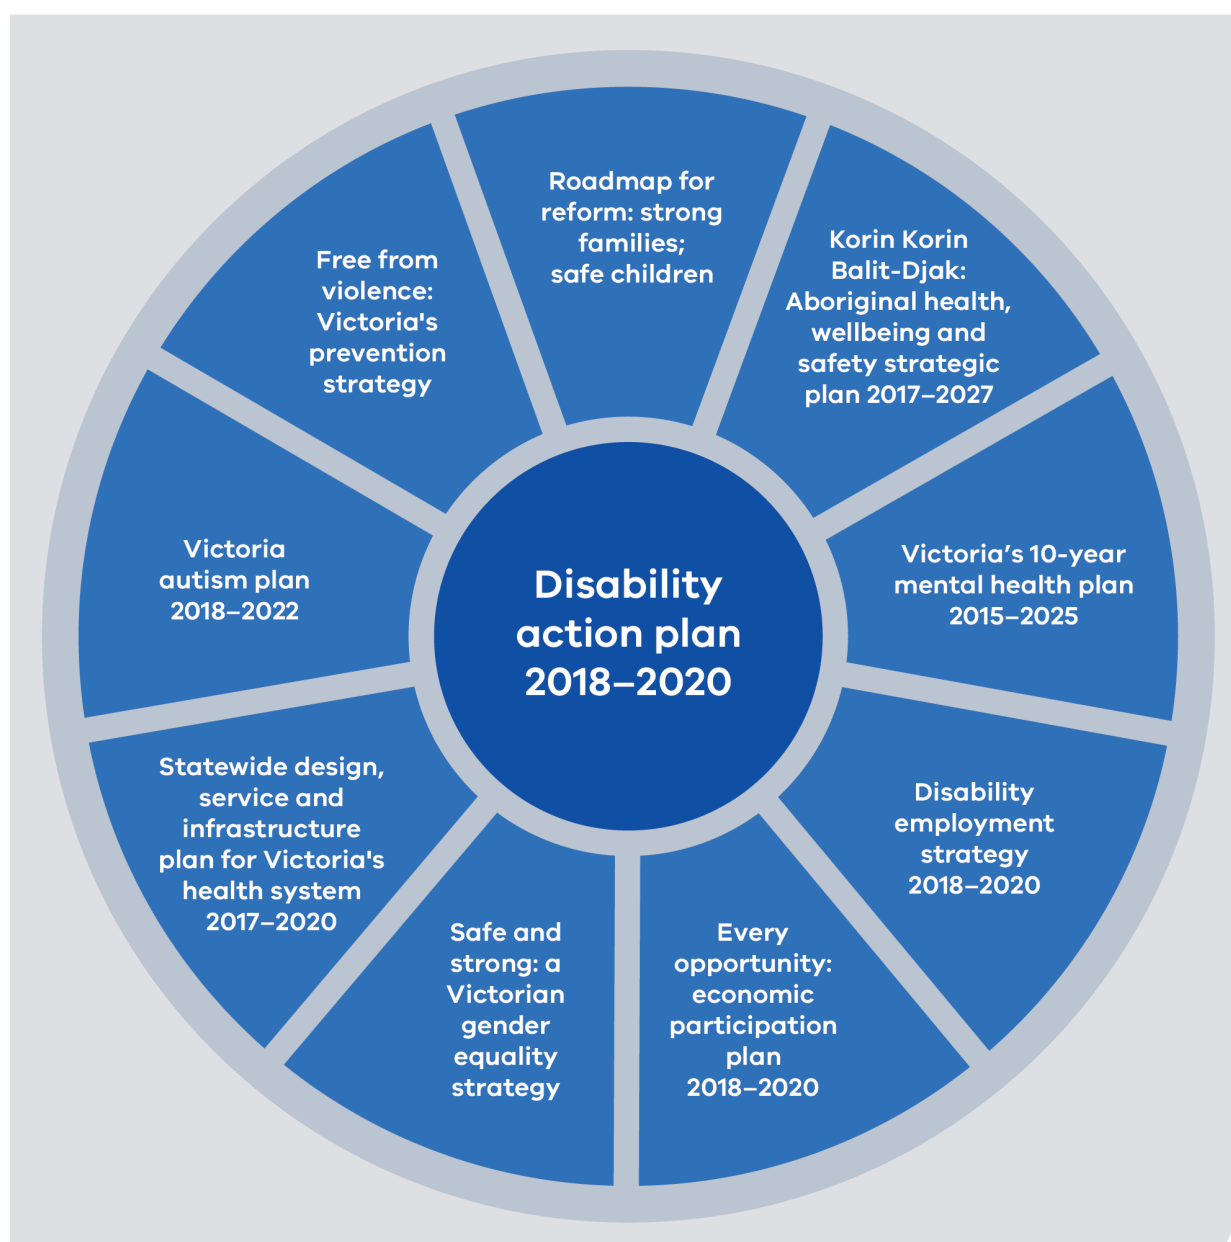 Roadmap for
reform: strong
families;
safe children
Korin Korin
Balit-Djak:
Aboriginal health,
wellbeing and
safety strategic
plan 2017–2027
Victoria’s 10-year
mental health plan
2015–2025
Disability
employment
strategy
2018–2020
Every
opportunity:
economic
participation
plan
2018–2020
Safe and
strong: a
Victorian
gender
equality
strategy
Statewide design,
service and
infrastructure
plan for Victoria's
health system
2017–2020
Victoria
autism plan
2018–2022
Free from
violence:
Victoria's
prevention
strategy
Disability
action plan
2018–2020